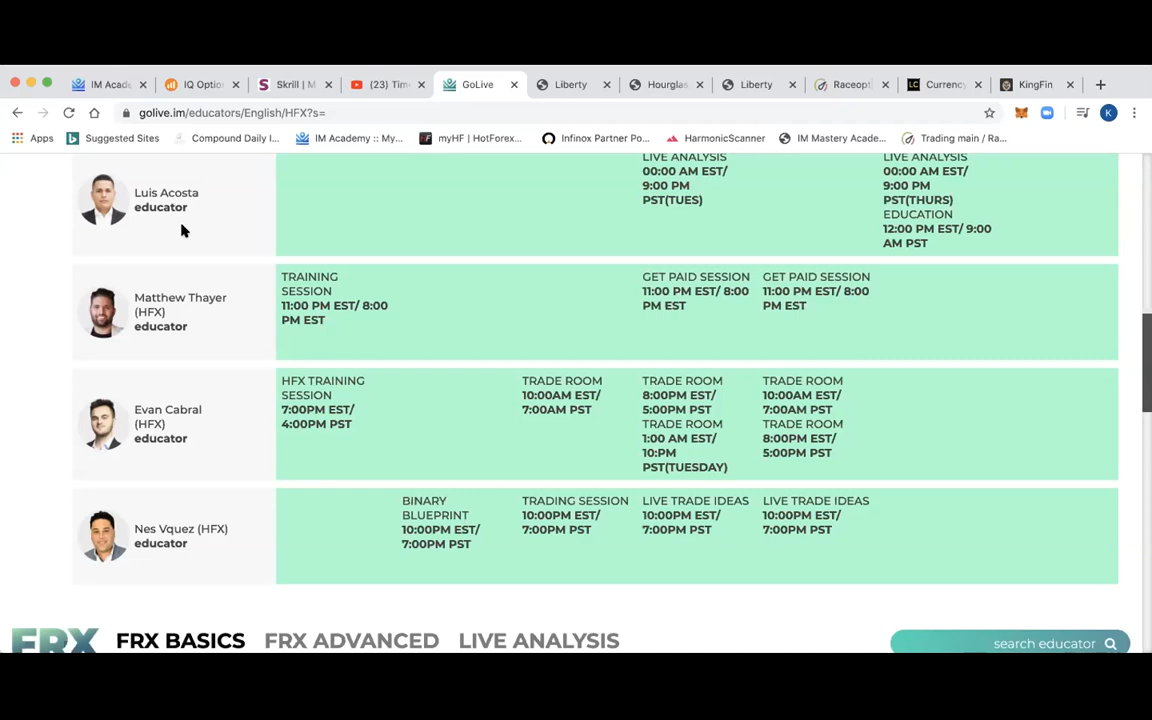 IM Acade
IQ Option
Skrill | M
(23) Tim
GoLive
Liberty
Hourglas
Liberty
Raceopti
Currency
KingFin
golive.im/educators/English/HFX?s=
K
Apps
Suggested Sites
Compound Daily I...
IM Academy :: My...
myHF | HotForex...
Infinox Partner Po...
HarmonicScanner
IM Mastery Acade...
Trading main / Ra...
Luis Acosta
educator
LIVE ANALYSIS
00:00 AM EST/
9:00 PM
PST(TUES)
LIVE ANALYSIS
00:00 AM EST/
9:00 PM
PST(THURS)
EDUCATION
12:00 PM EST/ 9:00
AM PST
Matthew Thayer
(HFX)
educator
TRAINING
SESSION
11:00 PM EST/ 8:00
PM EST
GET PAID SESSION
11:00 PM EST/ 8:00
PM EST
GET PAID SESSION
11:00 PM EST/ 8:00
PM EST
Evan Cabral
(HFX)
educator
HFX TRAINING
SESSION
7:00PM EST/
4:00PM PST
TRADE ROOM
10:00AM EST/
7:00AM PST
TRADE ROOM
8:00PM EST/
5:00PM PST
TRADE ROOM
1:00 AM EST/
10:PM
PST(TUESDAY)
TRADE ROOM
10:00AM EST/
7:00AM PST
TRADE ROOM
8:00PM EST/
5:00PM PST
Nes Vquez (HFX)
educator
BINARY
BLUEPRINT
10:00PM EST/
7:00PM PST
TRADING SESSION
10:00PM EST/
7:00PM PST
LIVE TRADE IDEAS
10:00PM EST/
7:00PM PST
LIVE TRADE IDEAS
10:00PM EST/
7:00PM PST
FRX
FRX BASICS
FRX ADVANCED
LIVE ANALYSIS
search educator